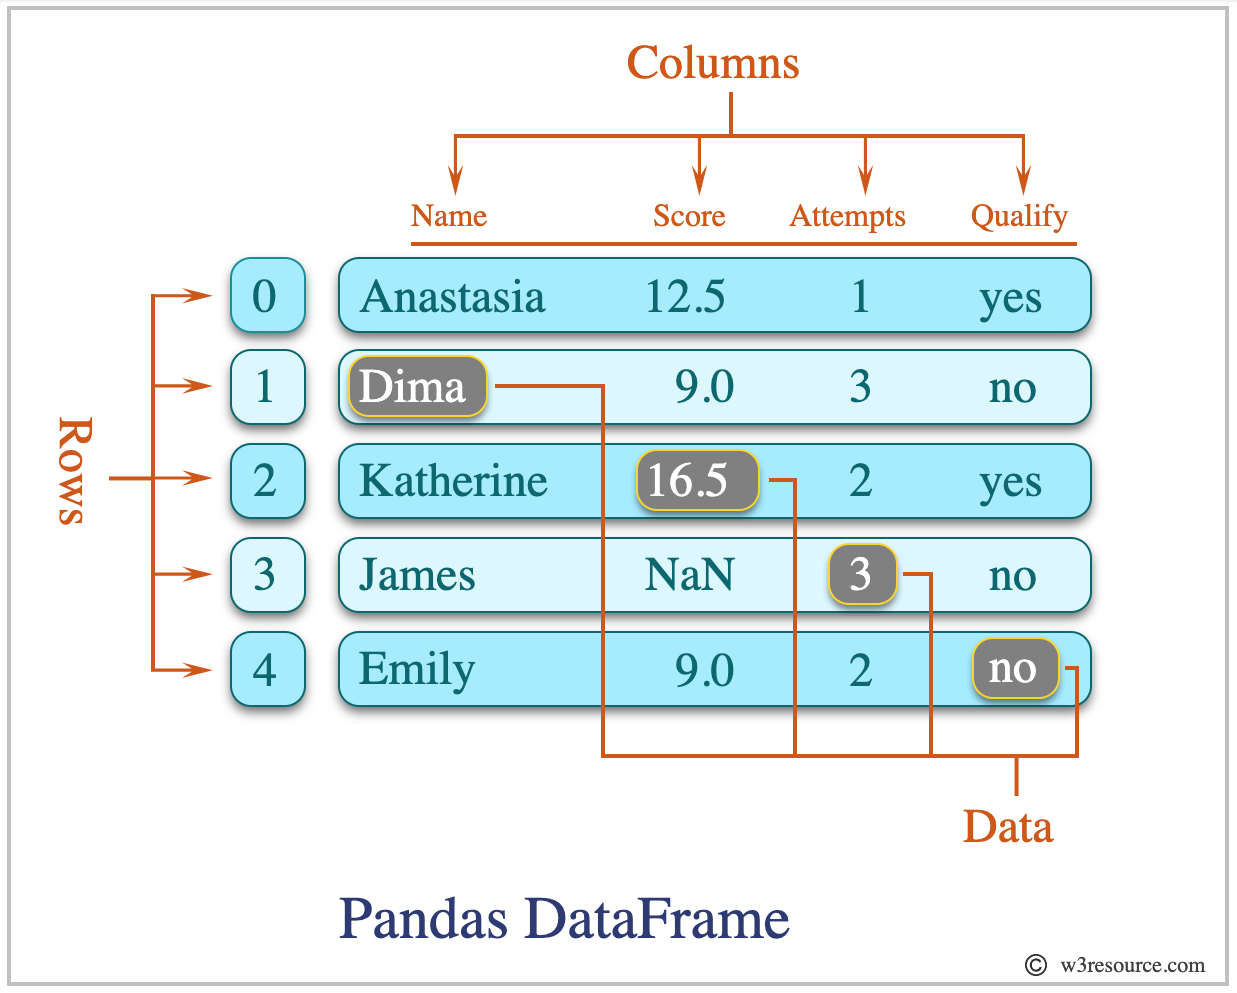 Columns
Name Score Attempts Qualify
0 Anastasia 12.5 1 yes
1 Dima 9.0 3 no
Rows
2 Katherine 16.5 2 yes
3 James NaN 3 no
4 Emily 9.0 2 no
Data
Pandas DataFrame
© w3resource.com